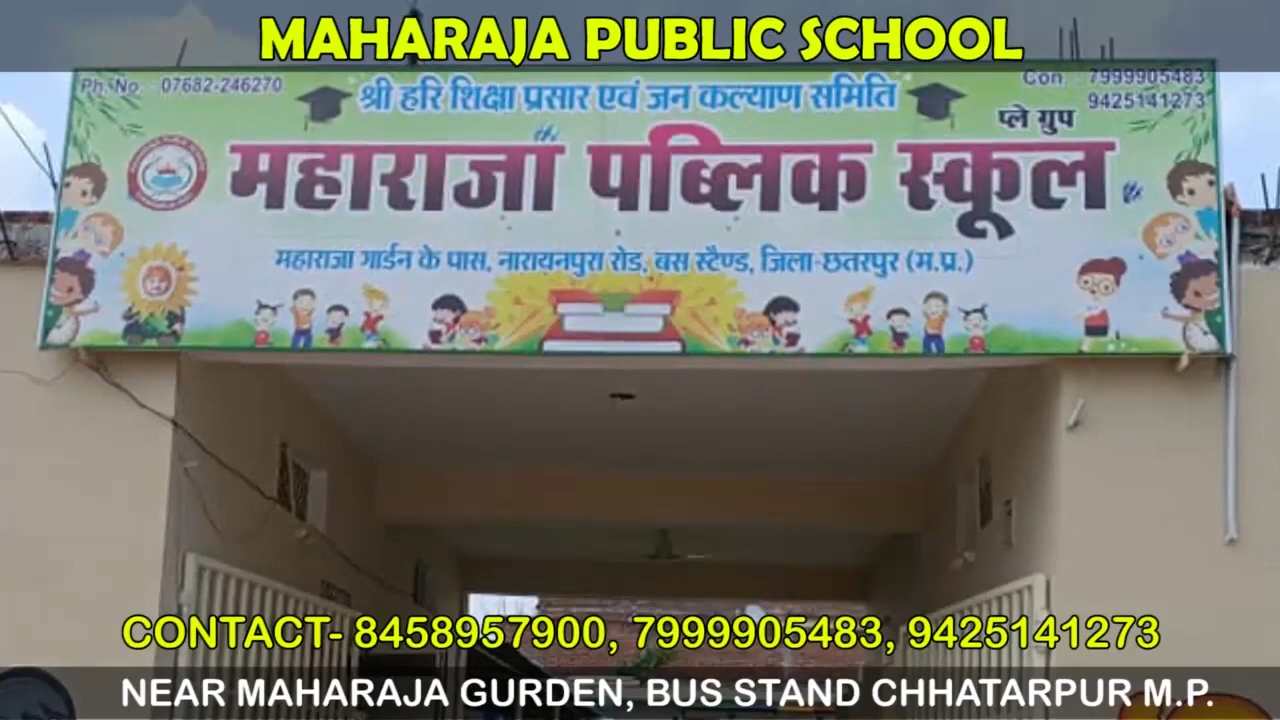 MAHARAJA PUBLIC SCHOOL
Ph. No. - 07682-246270
Con. - 7999905483
9425141273
श्री हरि शिक्षा प्रसार एवं जन कल्याण समिति
प्ले ग्रुप
महाराजा पब्लिक स्कूल
महाराजा गार्डन के पास, नारायनपुरा रोड, बस स्टैण्ड, जिला-छतरपुर (म.प्र.)
CONTACT- 8458957900, 7999905483, 9425141273
NEAR MAHARAJA GURDEN, BUS STAND CHHATARPUR M.P.